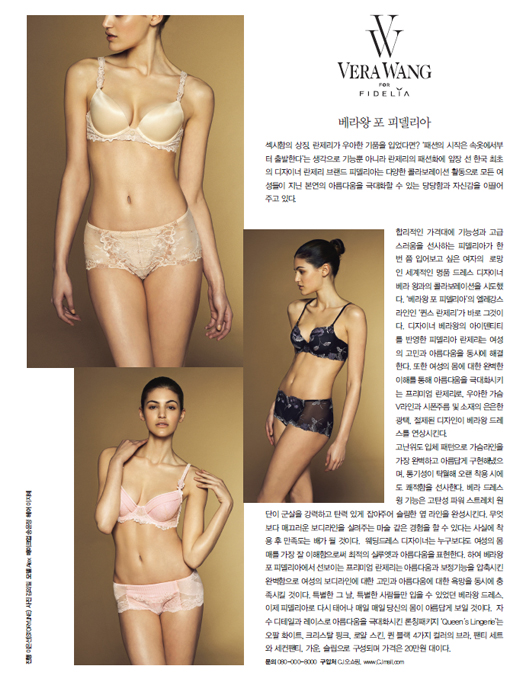 VERA WANG
FOR
FIDELIA
베라왕 포 피델리아
섹시함의 상징, 란제리가 우아한 기품을 입었다면? '패션의 시작은 속옷에서부
터 출발한다'는 생각으로 기능뿐 아니라 란제리의 패션화에 앞장 선 한국 최초
의 디자이너 란제리 브랜드 피델리아는 다양한 콜라보레이션 활동으로 모든 여
성들이 지닌 본연의 아름다움을 극대화할 수 있는 당당함과 자신감을 이끌어
주고 있다.
합리적인 가격대에 기능성과 고급
스러움을 선사하는 피델리아가 한
번 쯤 입어보고 싶은 여자의 로망
인 세계적인 명품 드레스 디자이너
베라 왕과의 콜라보레이션을 시도했
다. '베라왕 포 피델리아'의 엘레강스
라인인 '퀸스 란제리'가 바로 그것이
다. 디자이너 베라왕의 아이덴티티
를 반영한 피델리아 란제리는 여성
의 고민과 아름다움을 동시에 해결
한다. 또한 여성의 몸에 대한 완벽한
이해를 통해 아름다움을 극대화시키
는 프리미엄 란제리로, 우아한 가슴
V라인과 시폰주름 및 소재의 은은한
광택, 절제된 디자인이 베라왕 드레
스를 연상시킨다.
고난위도 입체 패턴으로 가슴라인을
가장 완벽하고 아름답게 구현해냈으
며, 통기성이 탁월해 오랜 착용 시에
도 쾌적함을 선사한다. 베라 드레스
윙 기능은 고탄성 파워 스트레치 원
단이 군살을 강력하고 탄력 있게 잡아주어 슬림한 옆 라인을 완성시킨다. 무엇
보다 매끄러운 보디라인을 살려주는 마술 같은 경험을 할 수 있다는 사실에 착
용 후 만족도는 배가 될 것이다. 웨딩드레스 디자이너는 누구보다도 여성의 몸
매를 가장 잘 이해함으로써 최적의 실루엣과 아름다움을 표현한다. 하여 베라왕
포 피델리아에서 선보이는 프리미엄 란제리는 아름다움과 보정기능을 압축시킨
완벽함으로 여성의 보디라인에 대한 고민과 아름다움에 대한 욕망을 동시에 충
족시킬 것이다. 특별한 그 날, 특별한 사람들만 입을 수 있었던 베라왕 드레스,
이제 피델리아로 다시 태어나 매일 매일 당신의 몸이 아름답게 보일 것이다. 자
수 디테일과 레이스로 아름다움을 극대화시킨 론칭패키지 'Queen's Lingerie'는
오팔 화이트, 크리스탈 핑크, 로얄 스킨, 퀸 블랙 4가지 컬러의 브라, 팬티 세트
와 세컨팬티, 가운, 슬립으로 구성되며 가격은 20만원 대이다.
문의 080-000-8000 구입처 CJ오쇼핑, www.CJmall.com